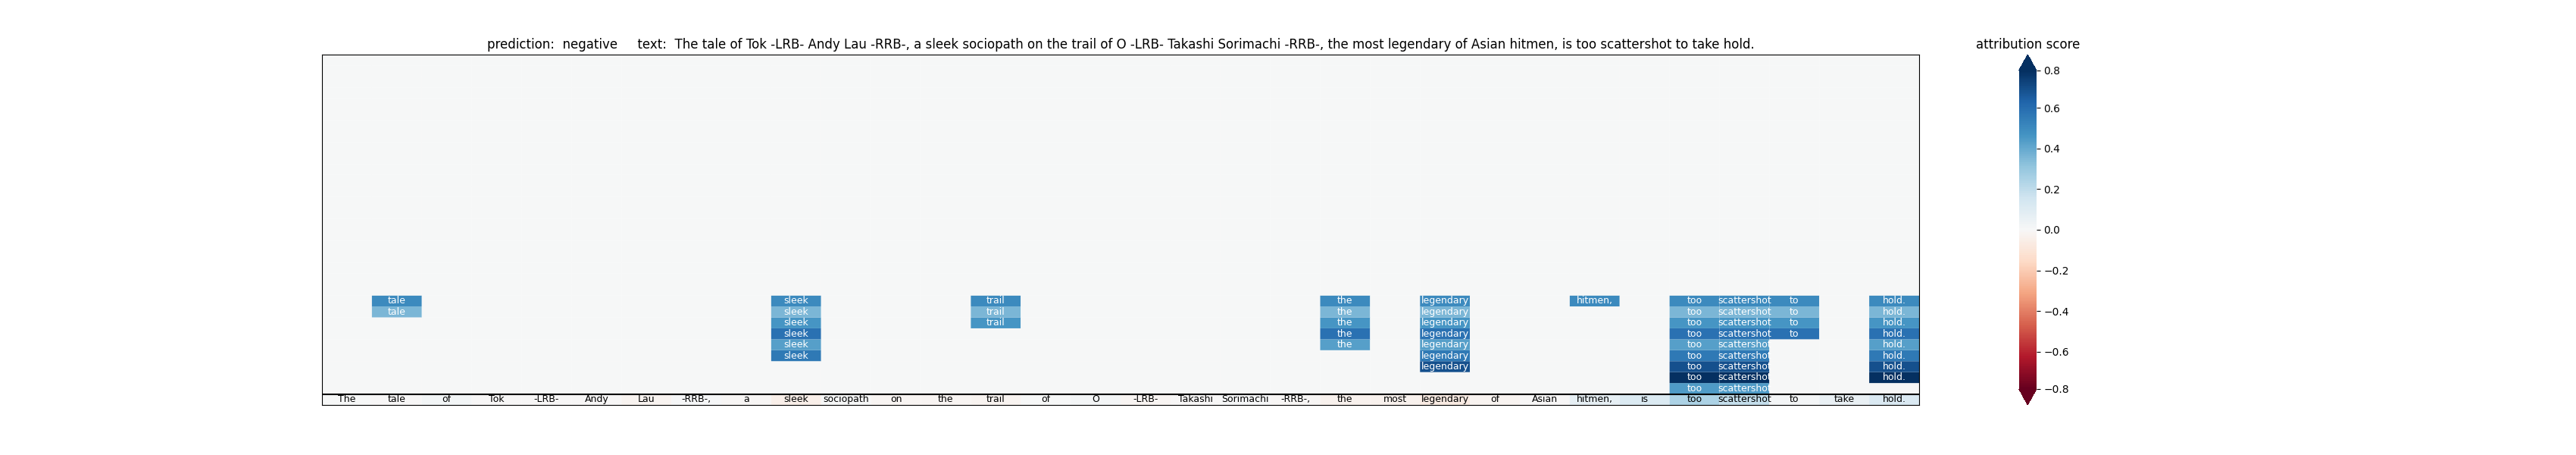 prediction:  negative     text:  The tale of Tok -LRB- Andy Lau -RRB-, a sleek sociopath on the trail of O -LRB- Takashi Sorimachi -RRB-, the most legendary of Asian hitmen, is too scattershot to take hold.
attribution score
0.8
0.6
0.4
0.2
0.0
−0.2
−0.4
−0.6
−0.8
tale sleek trail the legendary hitmen, too scattershot to hold.
tale sleek trail the legendary too scattershot to hold.
sleek trail the legendary too scattershot to hold.
sleek the legendary too scattershot to hold.
sleek the legendary too scattershot hold.
sleek legendary too scattershot hold.
legendary too scattershot hold.
too scattershot hold.
too scattershot
The tale of Tok -LRB- Andy Lau -RRB-, a sleek sociopath on the trail of O -LRB- Takashi Sorimachi -RRB-, the most legendary of Asian hitmen, is too scattershot to take hold.